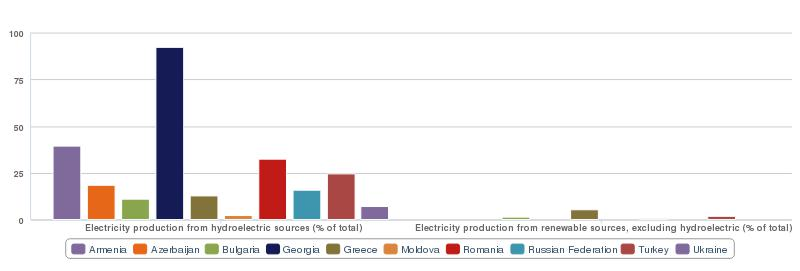 100
75
50
25
0
Electricity production from hydroelectric sources (% of total) Electricity production from renewable sources, excluding hydroelectric (% of total)
Armenia Azerbaijan Bulgaria Georgia Greece Moldova Romania Russian Federation Turkey Ukraine